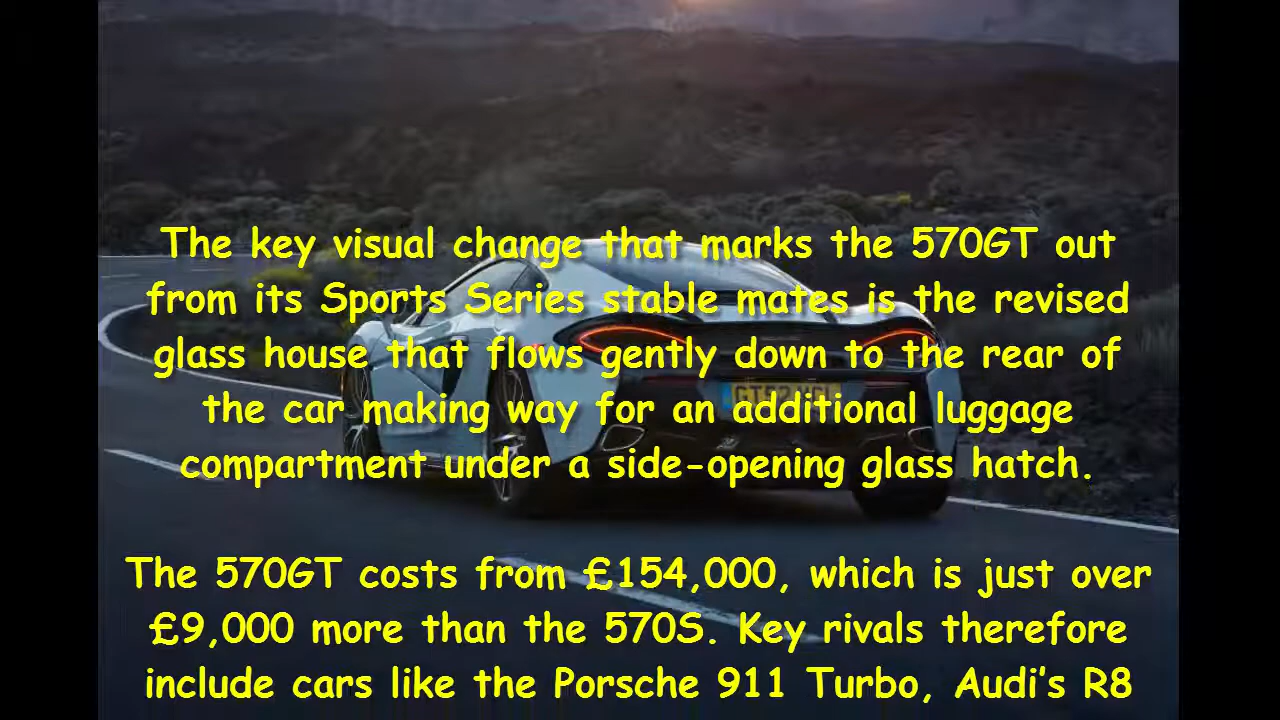 The key visual change that marks the 570GT out
from its Sports Series stable mates is the revised
glass house that flows gently down to the rear of
the car making way for an additional luggage
compartment under a side-opening glass hatch.
The 570GT costs from £154,000, which is just over
£9,000 more than the 570S. Key rivals therefore
include cars like the Porsche 911 Turbo, Audi's R8